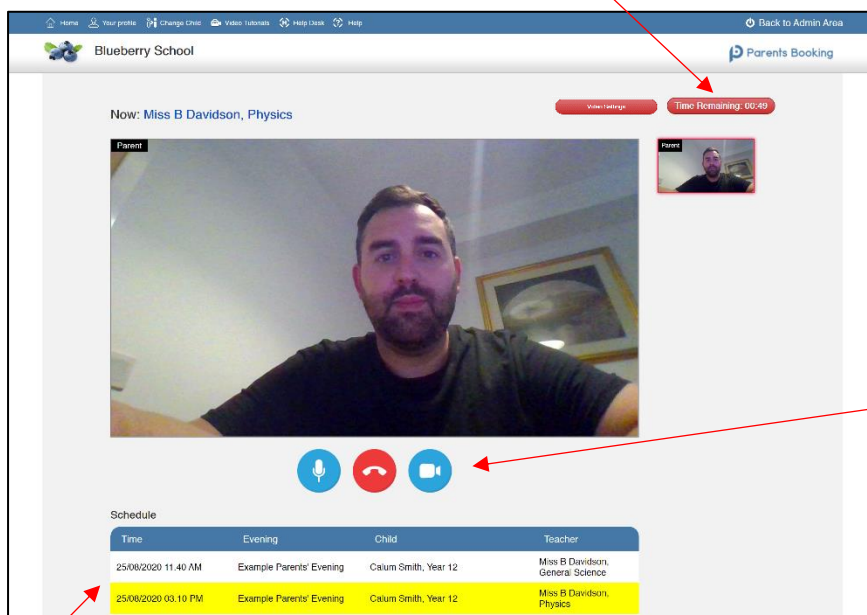 Home Your profile Change Child Video Tutorials Help Desk Help Back to Admin Area
Blueberry School Parents Booking
Now: Miss B Davidson, Physics Video Settings Time Remaining: 00:49
Parent Parent
Schedule
Time Evening Child Teacher
25/08/2020 11.40 AM Example Parents' Evening Calum Smith, Year 12 Miss B Davidson,
General Science
25/08/2020 03.10 PM Example Parents' Evening Calum Smith, Year 12 Miss B Davidson,
Physics